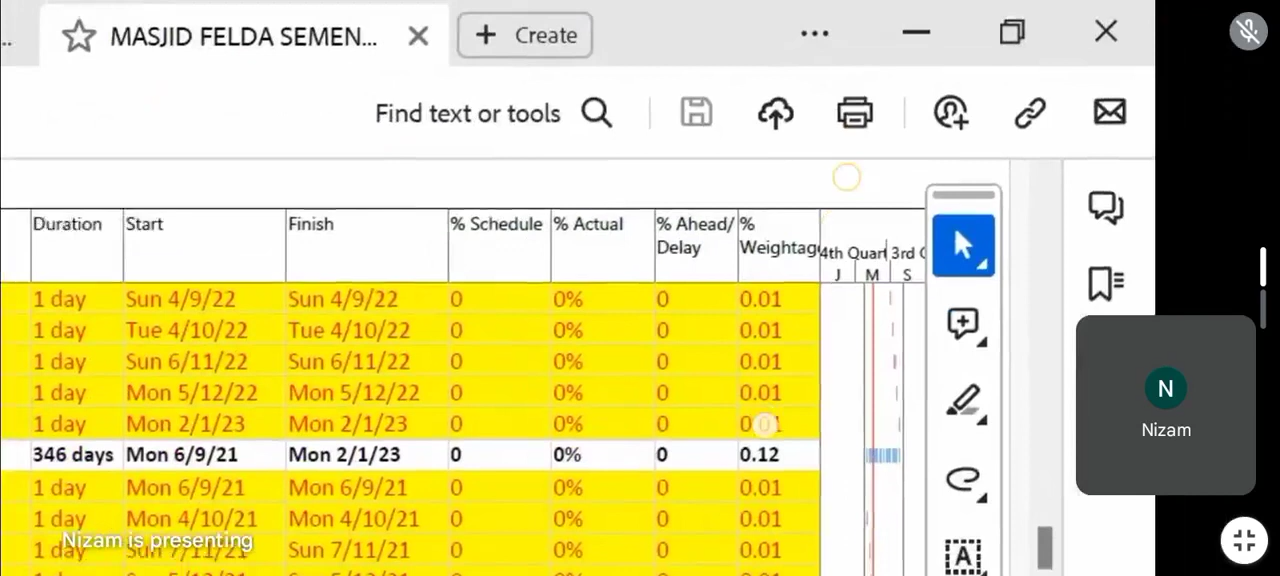 MASJID FELDA SEMEN...
Create
Find text or tools
Duration Start Finish % Schedule % Actual % Ahead/ Delay % Weightag 4th Quart 3rd
J M S
1 day Sun 4/9/22 Sun 4/9/22 0 0% 0 0.01
1 day Tue 4/10/22 Tue 4/10/22 0 0% 0 0.01
1 day Sun 6/11/22 Sun 6/11/22 0 0% 0 0.01
1 day Mon 5/12/22 Mon 5/12/22 0 0% 0 0.01
1 day Mon 2/1/23 Mon 2/1/23 0 0% 0 0.01
346 days Mon 6/9/21 Mon 2/1/23 0 0% 0 0.12
1 day Mon 6/9/21 Mon 6/9/21 0 0% 0 0.01
1 day Mon 4/10/21 Mon 4/10/21 0 0% 0 0.01
1 day Sun 7/11/21 Sun 7/11/21 0 0% 0 0.01
Nizam is presenting
N
Nizam
A